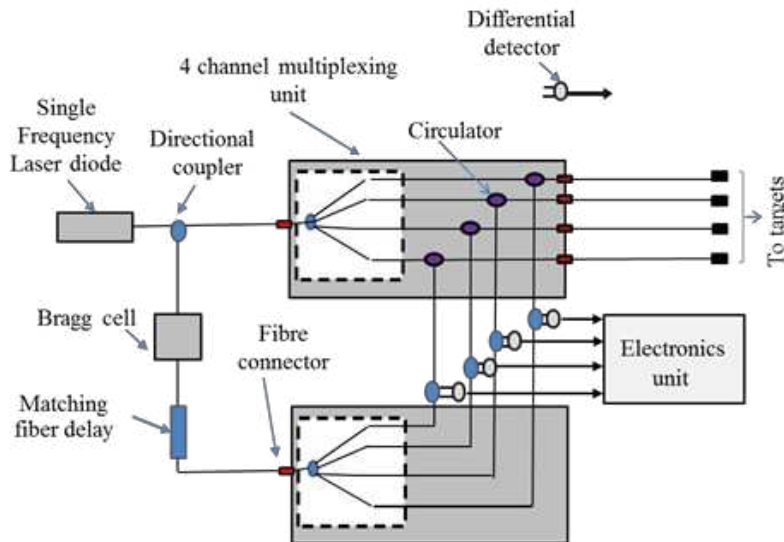 Differential
detector
4 channel multiplexing
unit
Single
Frequency
Laser diode
Directional
coupler
Circulator
To targets
Bragg cell
Fibre
connector
Electronics
unit
Matching
fiber delay